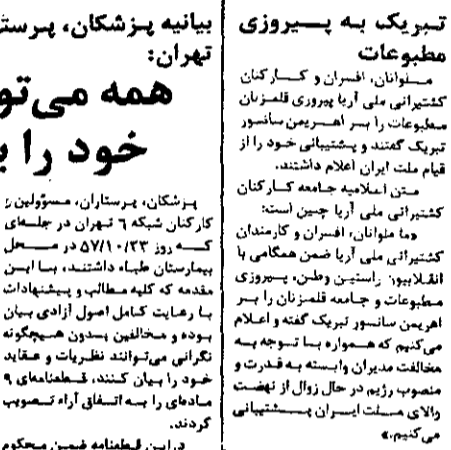 تبریک به پیروزی
مطبوعات
ملوانان، افسران و کارکنان
کشتیرانی ملی آریا پیروزی قلمزنان
مطبوعات را بر اهریمن سانسور
تبریک گفتند و پشتیبانی خود را از
قیام ملت ایران اعلام داشتند.
متن اعلامیه جامعه کارکنان
کشتیرانی ملی آریا چنین است:
«ما ملوانان، افسران و کارمندان
کشتیرانی ملی آریا ضمن همگامی با
انقلابیون راستین وطن، پیروزی
مطبوعات و جامعه قلمزنان را بر
اهریمن سانسور تبریک گفته و اعلام
می‌کنیم که همواره با توجه به
مخالفت مدیران وابسته به قدرت و
منصوب رژیم در حال زوال از نهضت
والای ملت ایران پشتیبانی
می‌کنیم.»
بیانیه پزشکان، پرستا
تهران:
همه می‌تو
خود را ب
پزشکان، پرستاران، مسؤولین و
کارکنان شبکه ۶ تهران در جلسه‌ای
که روز ۵۷/۱۰/۲۳ در محل
بیمارستان طباء داشتند، با این
مقدمه که کلیه مطالب و پیشنهادات
با رعایت کامل اصول آزادی بیان
بوده و مخالفین بدون هیچگونه
نگرانی می‌توانند نظریات و عقاید
خود را بیان کنند، قطعنامه‌ای ۹
ماده‌ای را به اتفاق آراء تصویب
کردند.
در این قطعنامه ضمن محکوم